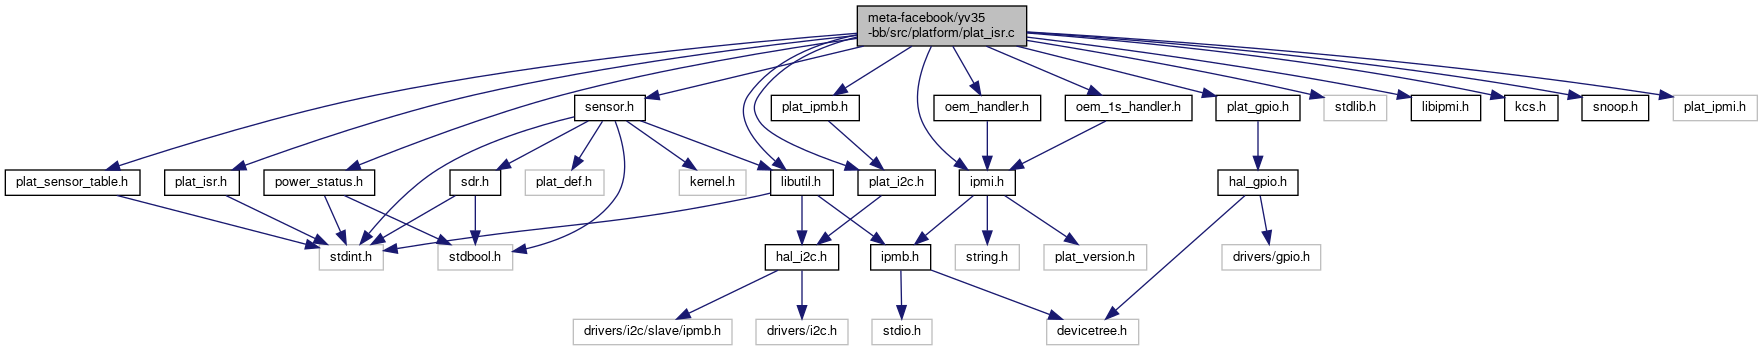 meta-facebook/yv35
-bb/src/platform/plat_isr.c
sensor.h
plat_ipmb.h
oem_handler.h
oem_1s_handler.h
plat_gpio.h
stdlib.h
libipmi.h
kcs.h
snoop.h
plat_ipmi.h
plat_sensor_table.h
plat_isr.h
power_status.h
sdr.h
plat_def.h
kernel.h
libutil.h
plat_i2c.h
ipmi.h
hal_gpio.h
stdint.h
stdbool.h
hal_i2c.h
ipmb.h
string.h
plat_version.h
drivers/gpio.h
drivers/i2c/slave/ipmb.h
drivers/i2c.h
stdio.h
devicetree.h